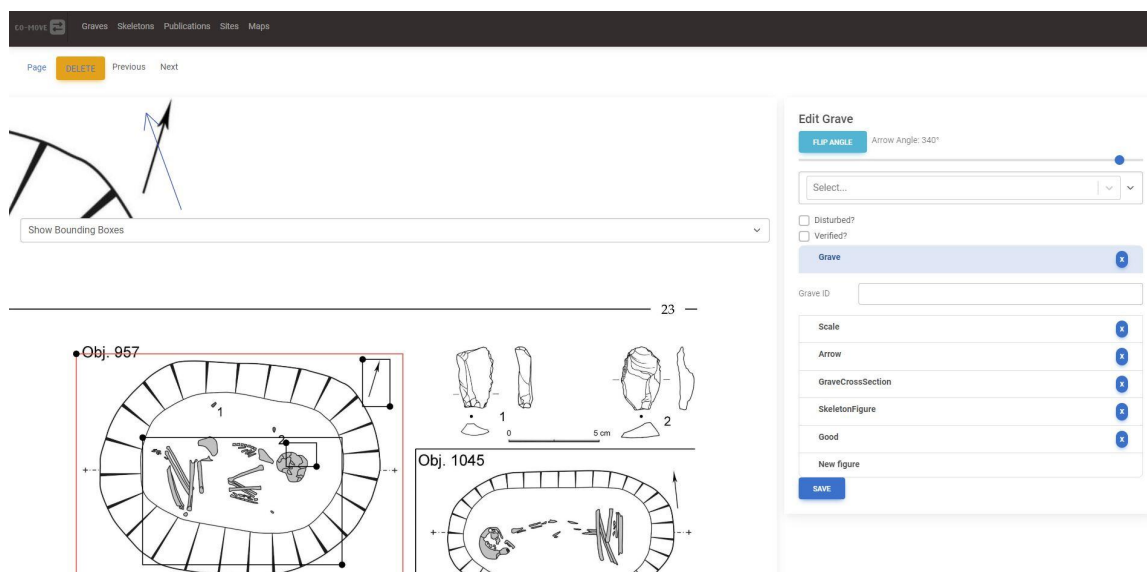 CO-MOVE Graves Skeletons Publications Sites Maps
Page DELETE Previous Next
Show Bounding Boxes
23
Obj. 957
1
2
1
2
0 5 cm
Obj. 1045
Edit Grave
FLIP ANGLE Arrow Angle: 340°
Select...
Disturbed?
Verified?
Grave x
Grave ID
Scale x
Arrow x
GraveCrossSection x
SkeletonFigure x
Good x
New figure
SAVE